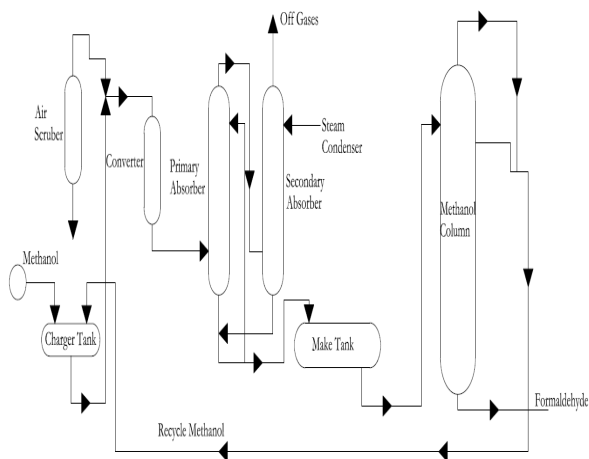 Off Gases
Air
Scruber
Converter
Primary
Absorber
Steam
Condenser
Secondary
Absorber
Methanol
Column
Methanol
Charger Tank
Make Tank
Formaldehyde
Recycle Methanol